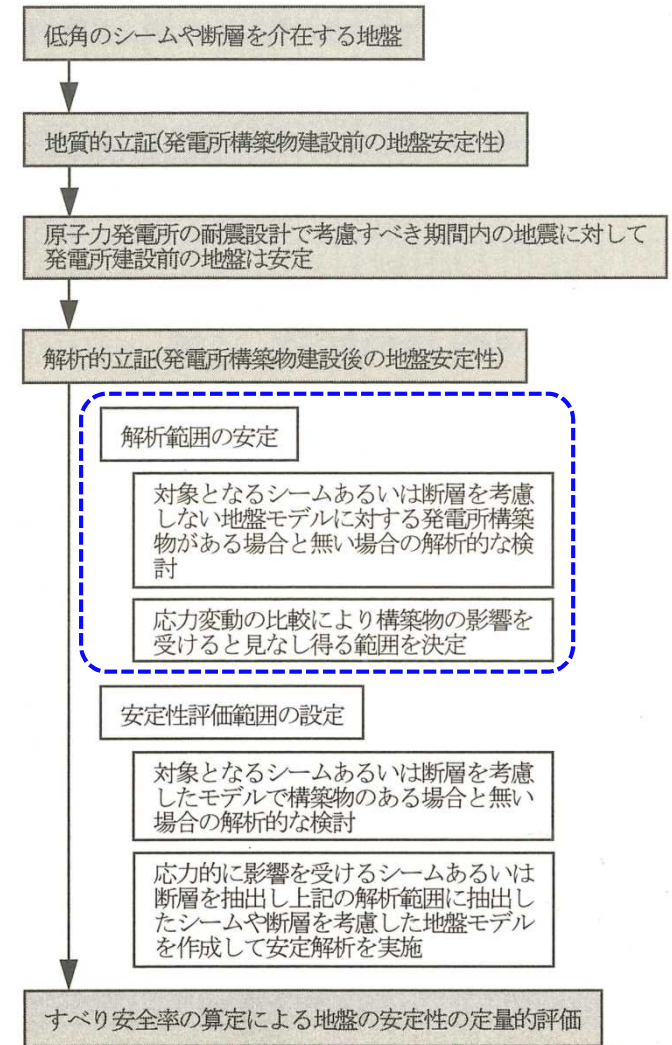 低角のシームや断層を介在する地盤
地質的立証(発電所構築物建設前の地盤安定性)
原子力発電所の耐震設計で考慮すべき期間内の地震に対して
発電所建設前の地盤は安定
解析的立証(発電所構築物建設後の地盤安定性)
解析範囲の安定
対象となるシームあるいは断層を考慮
しない地盤モデルに対する発電所構築
物がある場合と無い場合の解析的な検
討
応力変動の比較により構築物の影響を
受けると見なし得る範囲を決定
安定性評価範囲の設定
対象となるシームあるいは断層を考慮
したモデルで構築物のある場合と無い
場合の解析的な検討
応力的に影響を受けるシームあるいは
断層を抽出し上記の解析範囲に抽出し
たシームや断層を考慮した地盤モデル
を作成して安定解析を実施
すべり安全率の算定による地盤の安定性の定量的評価